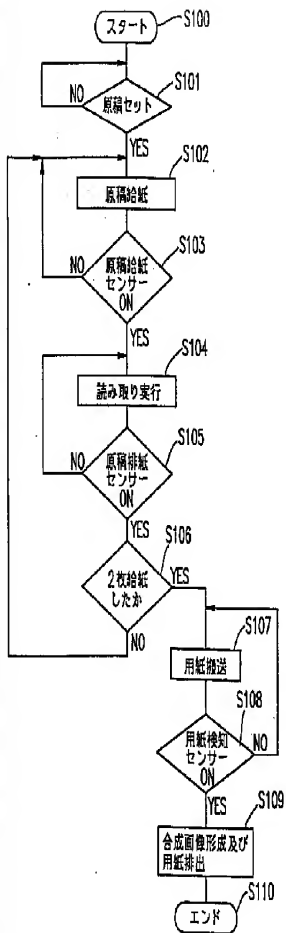 スタート
S100
NO
原稿セット
S101
YES
S102
原稿給紙
S103
NO
原稿給紙
センサー
ON
YES
S104
読み取り実行
S105
NO
原稿排紙
センサー
ON
YES
S106
2枚給紙
したか
YES
NO
S107
用紙搬送
S108
用紙検知
センサー
ON
NO
YES
S109
合成画像形成及び
用紙排出
S110
エンド